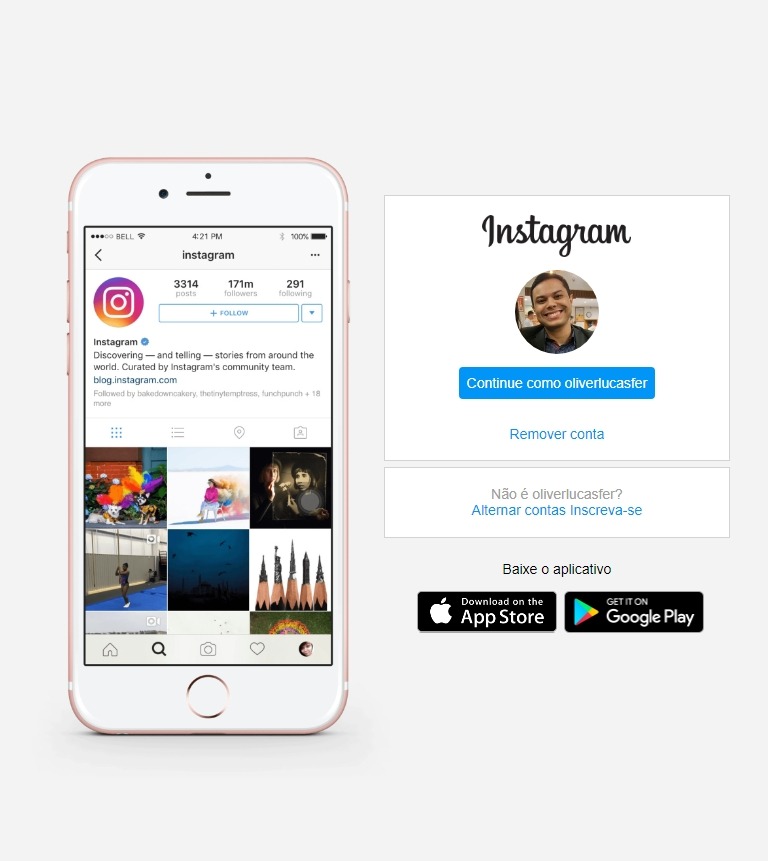 BELL
4:21 PM
100%
instagram
3314
171m
291
posts
followers
following
+ FOLLOW
Instagram
Discovering — and telling — stories from around the
world. Curated by Instagram's community team.
blog.instagram.com
Followed by bakedowncakery, thetinytemptress, funchpunch + 18
more
Instagram
Continue como oliverlucasfer
Remover conta
Não é oliverlucasfer?
Alternar contas Inscreva-se
Baixe o aplicativo
Download on the
App Store
GET IT ON
Google Play